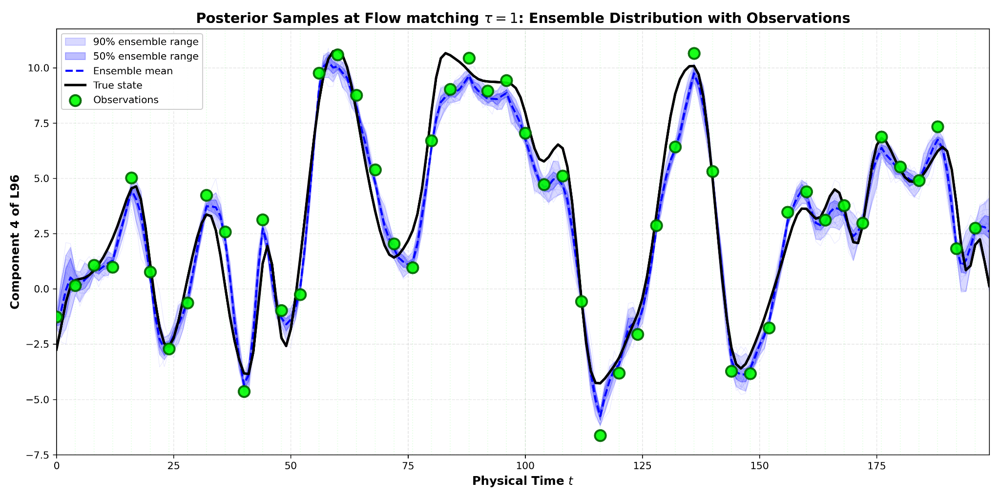 Posterior Samples at Flow matching τ = 1: Ensemble Distribution with Observations
90% ensemble range
50% ensemble range
Ensemble mean
True state
Observations
Component 4 of L96
10.0
7.5
5.0
2.5
0.0
−2.5
−5.0
−7.5
0 25 50 75 100 125 150 175
Physical Time t